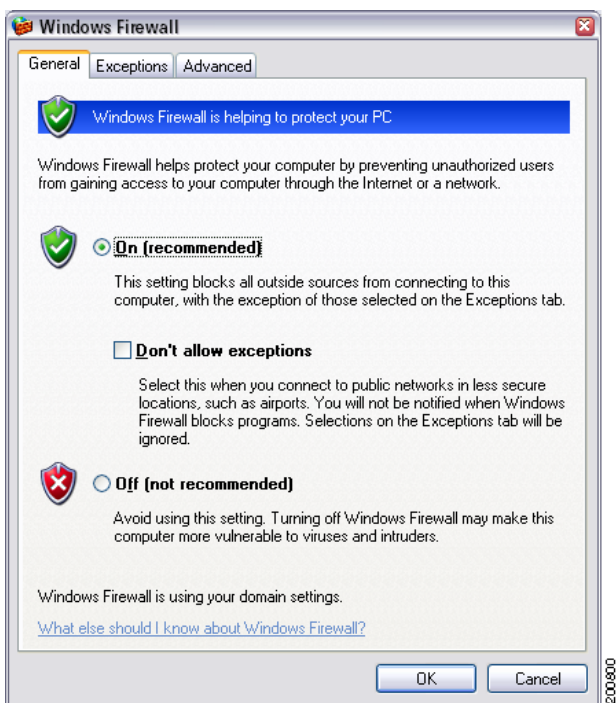 Windows Firewall
General Exceptions Advanced
Windows Firewall is helping to protect your PC
Windows Firewall helps protect your computer by preventing unauthorized users
from gaining access to your computer through the Internet or a network.
On (recommended)
This setting blocks all outside sources from connecting to this
computer, with the exception of those selected on the Exceptions tab.
Don't allow exceptions
Select this when you connect to public networks in less secure
locations, such as airports. You will not be notified when Windows
Firewall blocks programs. Selections on the Exceptions tab will be
ignored.
Off (not recommended)
Avoid using this setting. Turning off Windows Firewall may make this
computer more vulnerable to viruses and intruders.
Windows Firewall is using your domain settings.
What else should I know about Windows Firewall?
OK Cancel
200800